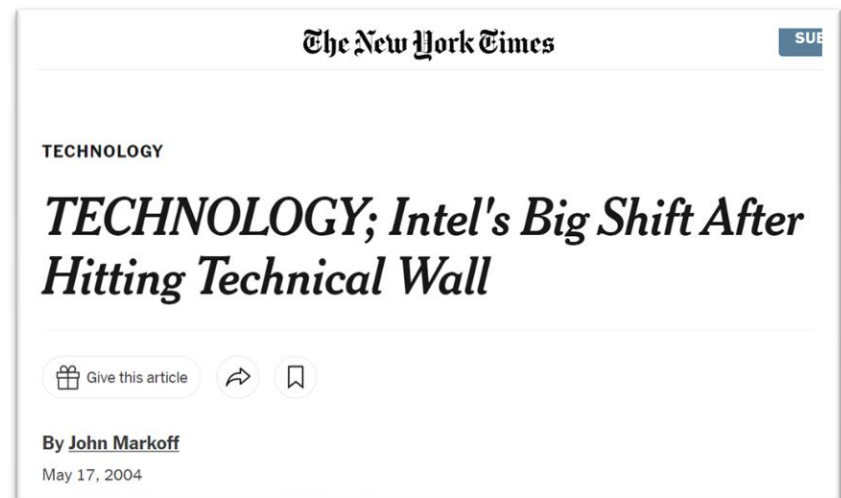 The New York Times
SUB
TECHNOLOGY
TECHNOLOGY; Intel's Big Shift After
Hitting Technical Wall
Give this article
By John Markoff
May 17, 2004